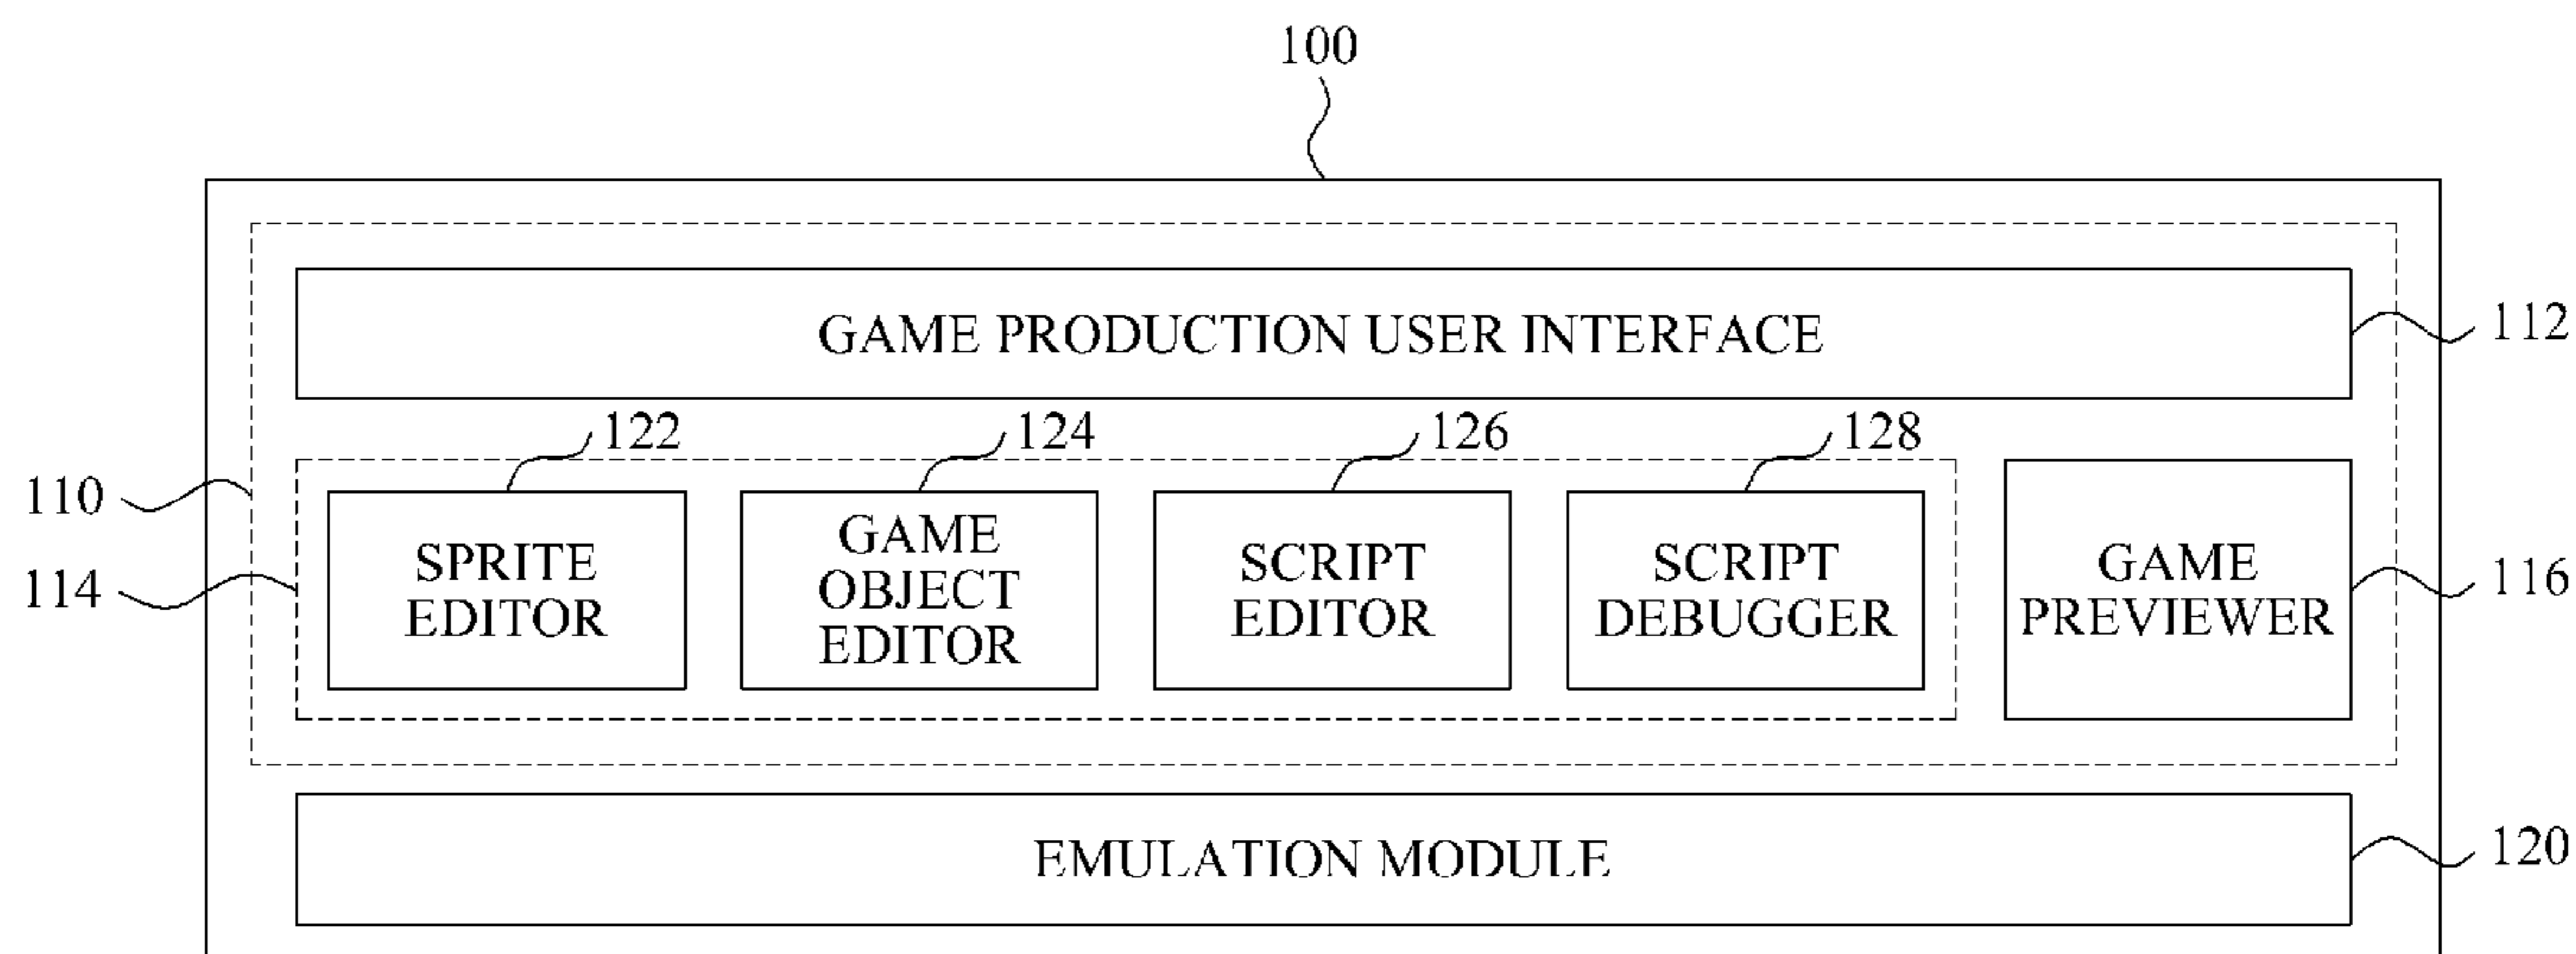 100
GAME PRODUCTION USER INTERFACE
112
122
124
126
128
110
114
SPRITE
EDITOR
GAME
OBJECT
EDITOR
SCRIPT
EDITOR
SCRIPT
DEBUGGER
GAME
PREVIEWER
116
EMULATION MODULE
120